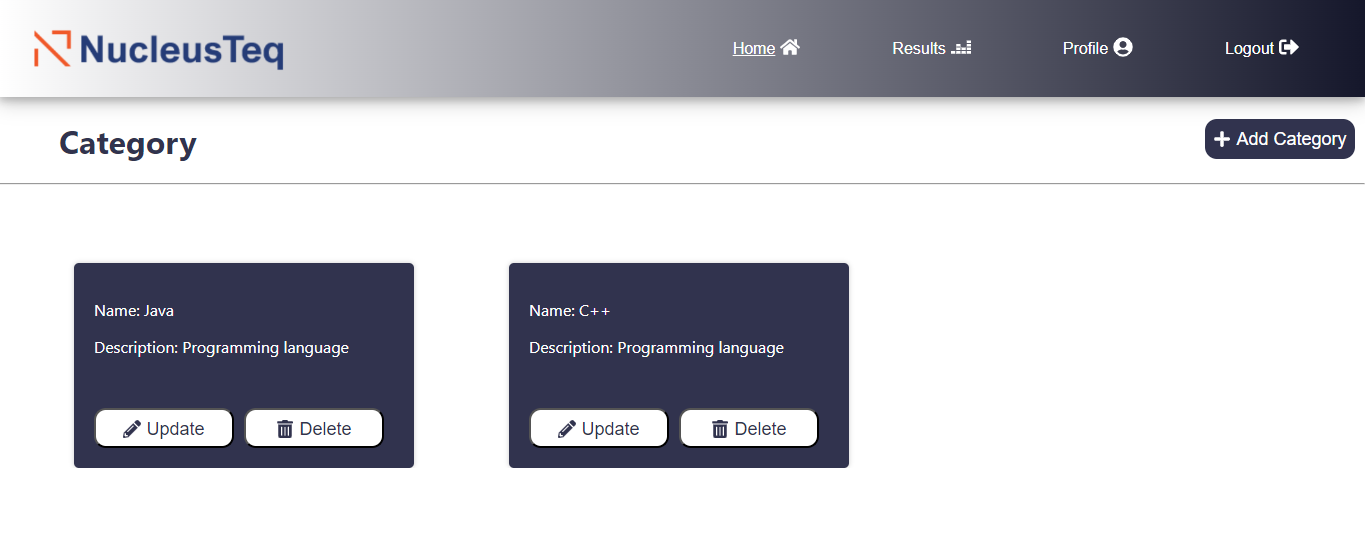 NucleusTeq
Home
Results
Profile
Logout
Category
Add Category
Name: Java
Description: Programming language
Update
Delete
Name: C++
Description: Programming language
Update
Delete